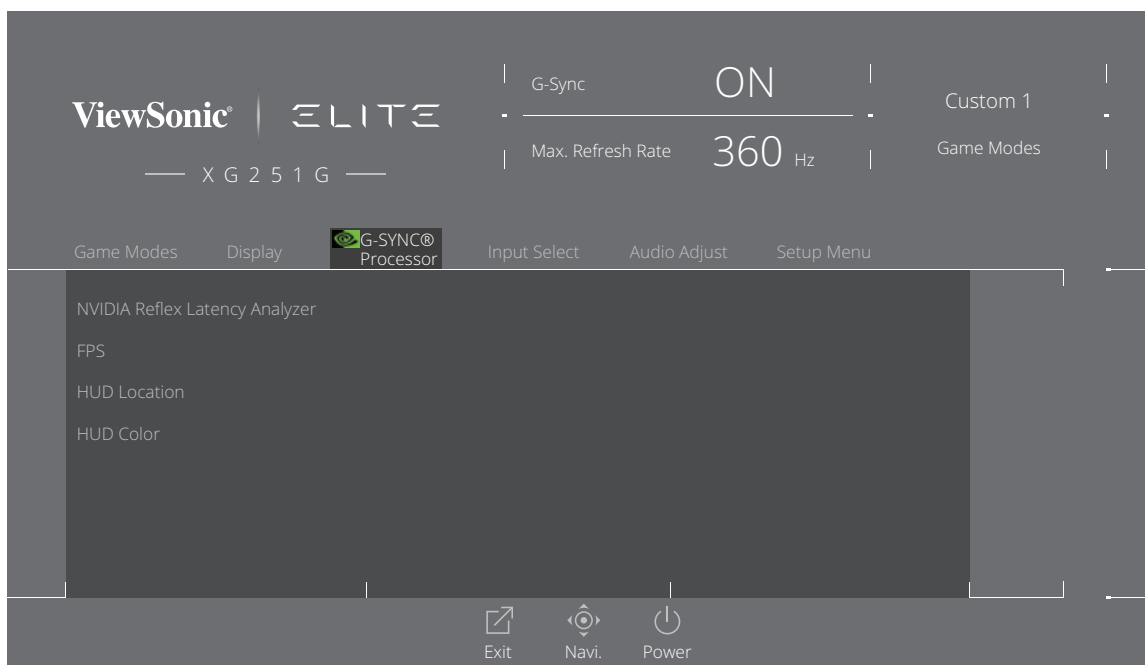 ViewSonic® ELITE
XG251G
G-Sync ON
Max. Refresh Rate 360 Hz
Custom 1
Game Modes
Game Modes Display G-SYNC® Processor Input Select Audio Adjust Setup Menu
NVIDIA Reflex Latency Analyzer
FPS
HUD Location
HUD Color
Exit Navi. Power